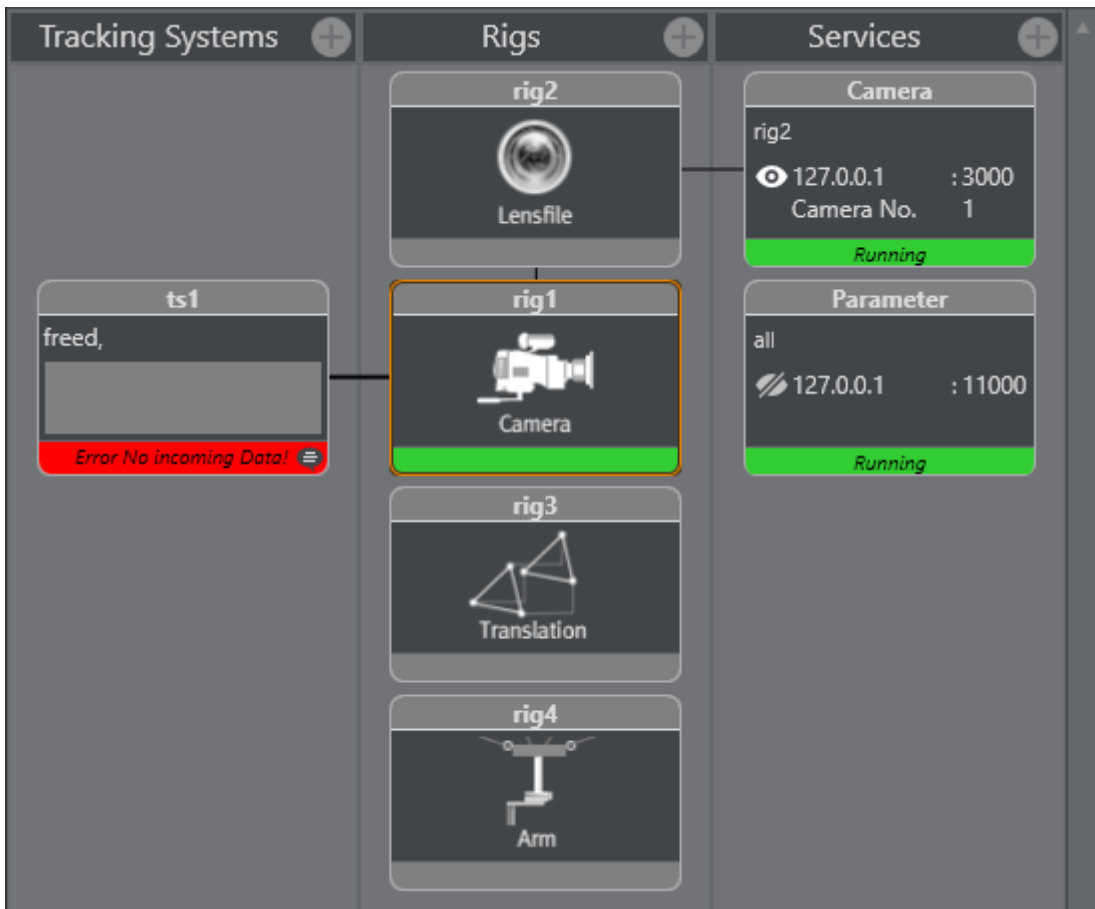 Tracking Systems
Rigs
Services
rig2
Lensfile
Camera
rig2
127.0.0.1 : 3000
Camera No. 1
Running
ts1
freed,
Error No incoming Data!
rig1
Camera
Parameter
all
127.0.0.1 : 11000
Running
rig3
Translation
rig4
Arm